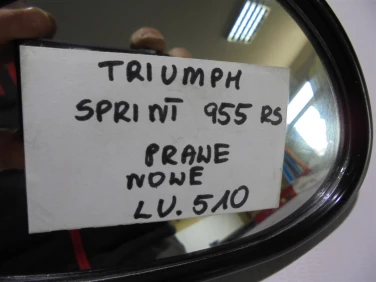 TRIUMPH
SPRINT 955 RS
PRAWE
NOWE
LU.510